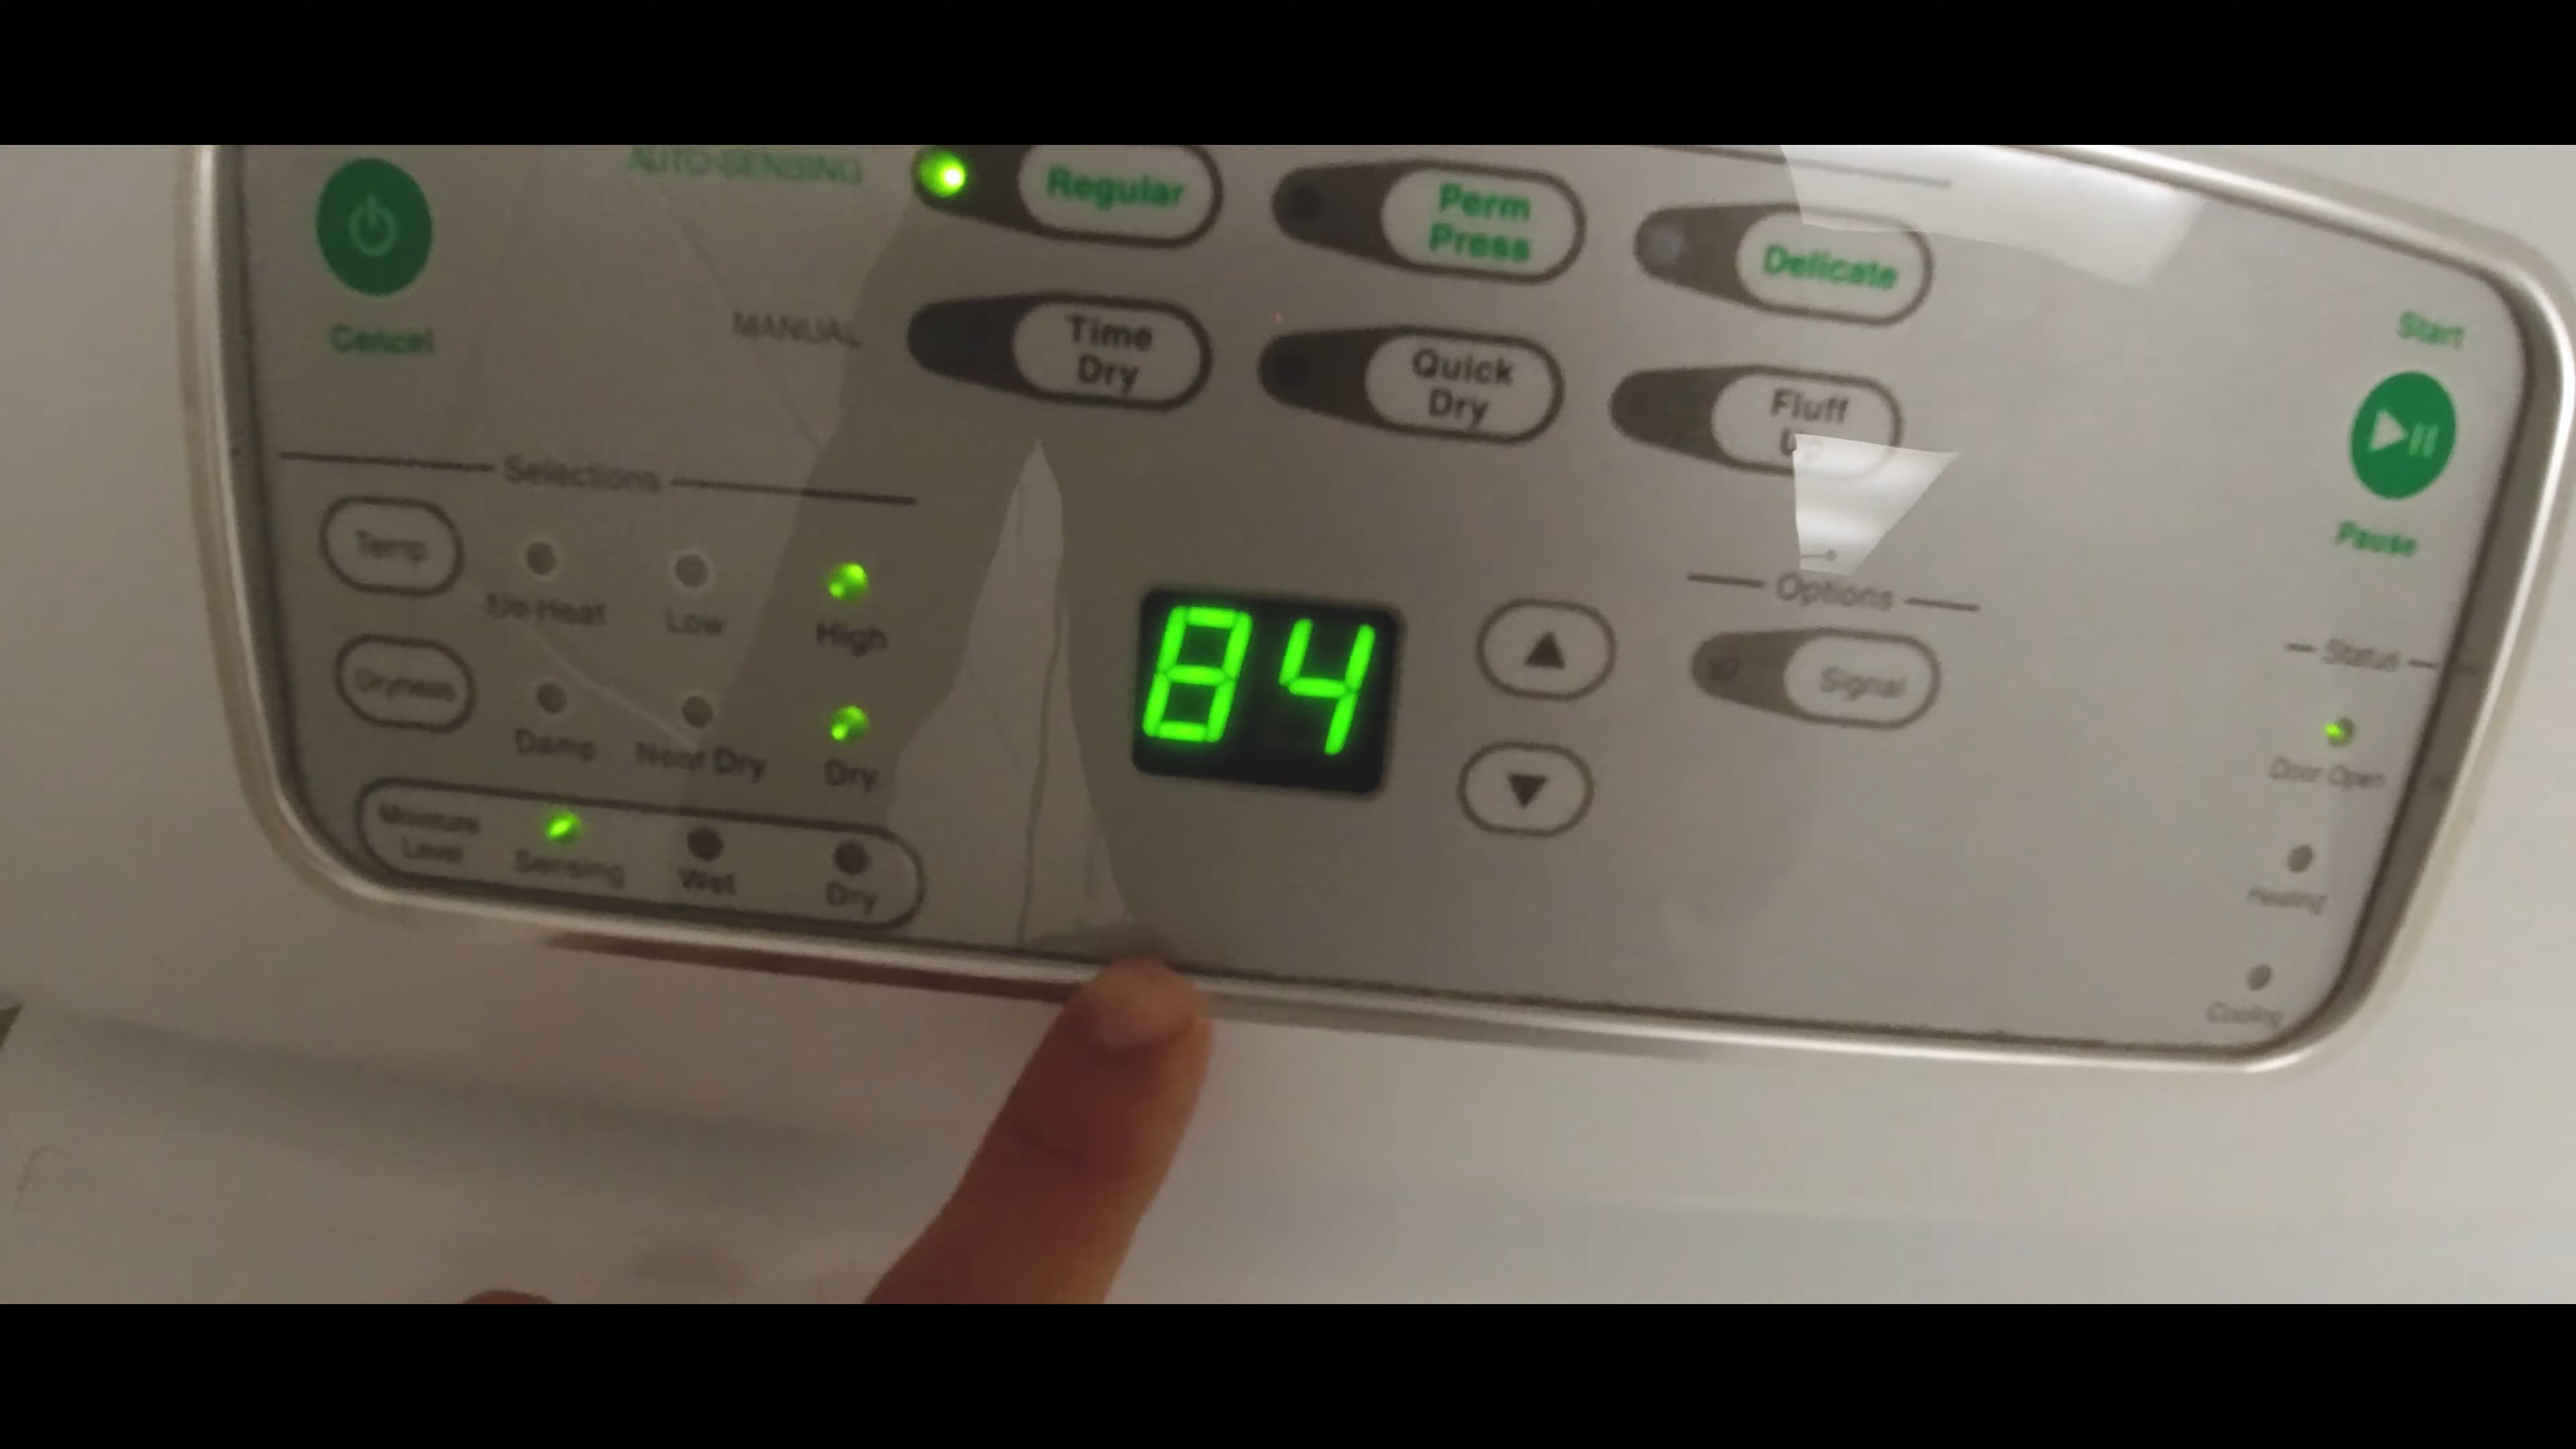 AUTO-SENSING
Regular
Perm
Press
Delicate
Cancel
MANUAL
Time
Dry
Quick
Dry
Fluff
Start
Pause
Selections
Temp
No Heat
Low
High
Dryness
Damp
Near Dry
Dry
Moisture
Level
Sensing
Wet
Dry
84
Options
Signal
Status
Door Open
Heating
Cooling